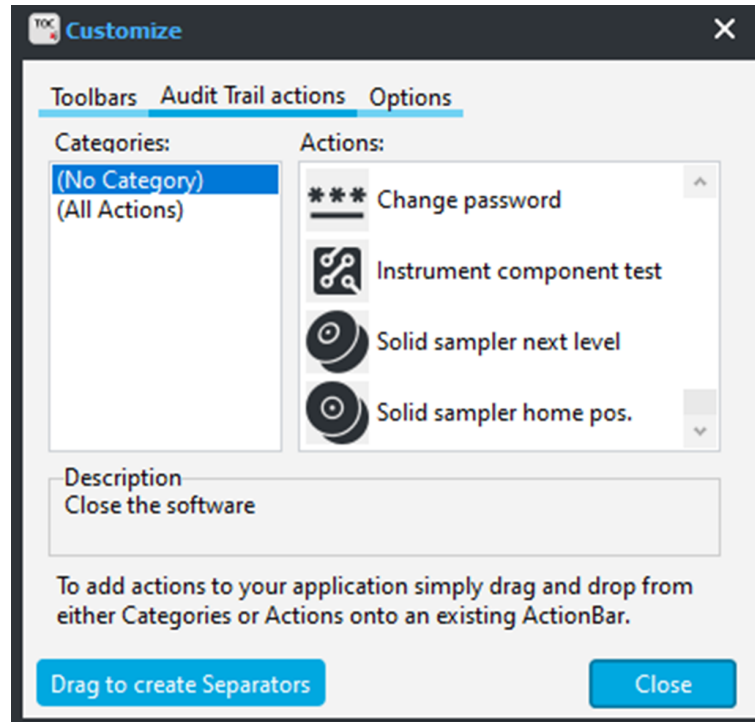 TOC
Customize
Toolbars Audit Trail actions Options
Categories: Actions:
(No Category)
(All Actions)
*** Change password
Instrument component test
Solid sampler next level
Solid sampler home pos.
Description
Close the software
To add actions to your application simply drag and drop from
either Categories or Actions onto an existing ActionBar.
Drag to create Separators Close